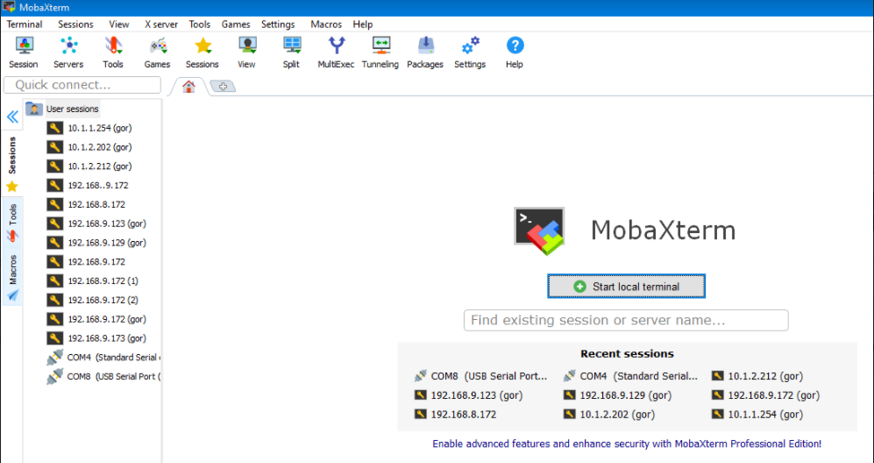 MobaXterm
Terminal Sessions View X server Tools Games Settings Macros Help
Session Servers Tools Games Sessions View Split MultiExec Tunneling Packages Settings Help
Quick connect...
User sessions
10.1.1.254 (gor)
10.1.2.202 (gor)
10.1.2.212 (gor)
192.168..9.172
192.168.8.172
192.168.9.123 (gor)
192.168.9.129 (gor)
192.168.9.172
192.168.9.172 (1)
192.168.9.172 (2)
192.168.9.172 (gor)
192.168.9.173 (gor)
COM4 (Standard Serial
COM8 (USB Serial Port (
Sessions
Tools
Macros
>_
MobaXterm
Start local terminal
Find existing session or server name...
Recent sessions
COM8 (USB Serial Port... COM4 (Standard Serial... 10.1.2.212 (gor)
192.168.9.123 (gor) 192.168.9.129 (gor) 192.168.9.172 (gor)
192.168.8.172 10.1.2.202 (gor) 10.1.1.254 (gor)
Enable advanced features and enhance security with MobaXterm Professional Edition!